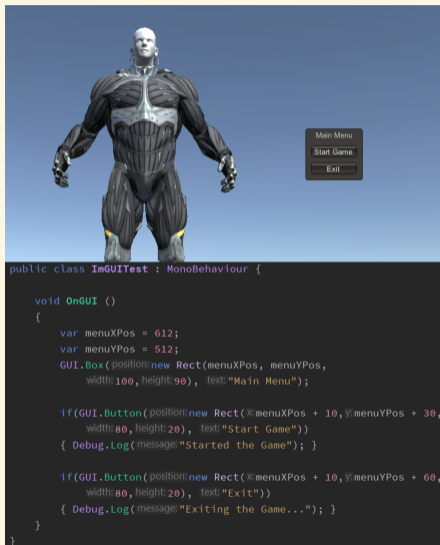 Main Menu
Start Game
Exit
public class ImGUITest : MonoBehaviour {
void OnGUI ()
{
var menuXPos = 612;
var menuYPos = 512;
GUI.Box(position: new Rect(menuXPos, menuYPos,
width: 100, height: 90), text: "Main Menu");
if(GUI.Button(position: new Rect(x: menuXPos + 10, y: menuYPos + 30,
width: 80, height: 20), text: "Start Game"))
{ Debug.Log(message: "Started the Game"); }
if(GUI.Button(position: new Rect(x: menuXPos + 10, y: menuYPos + 60,
width: 80, height: 20), text: "Exit"))
{ Debug.Log(message: "Exiting the Game..."); }
}
}